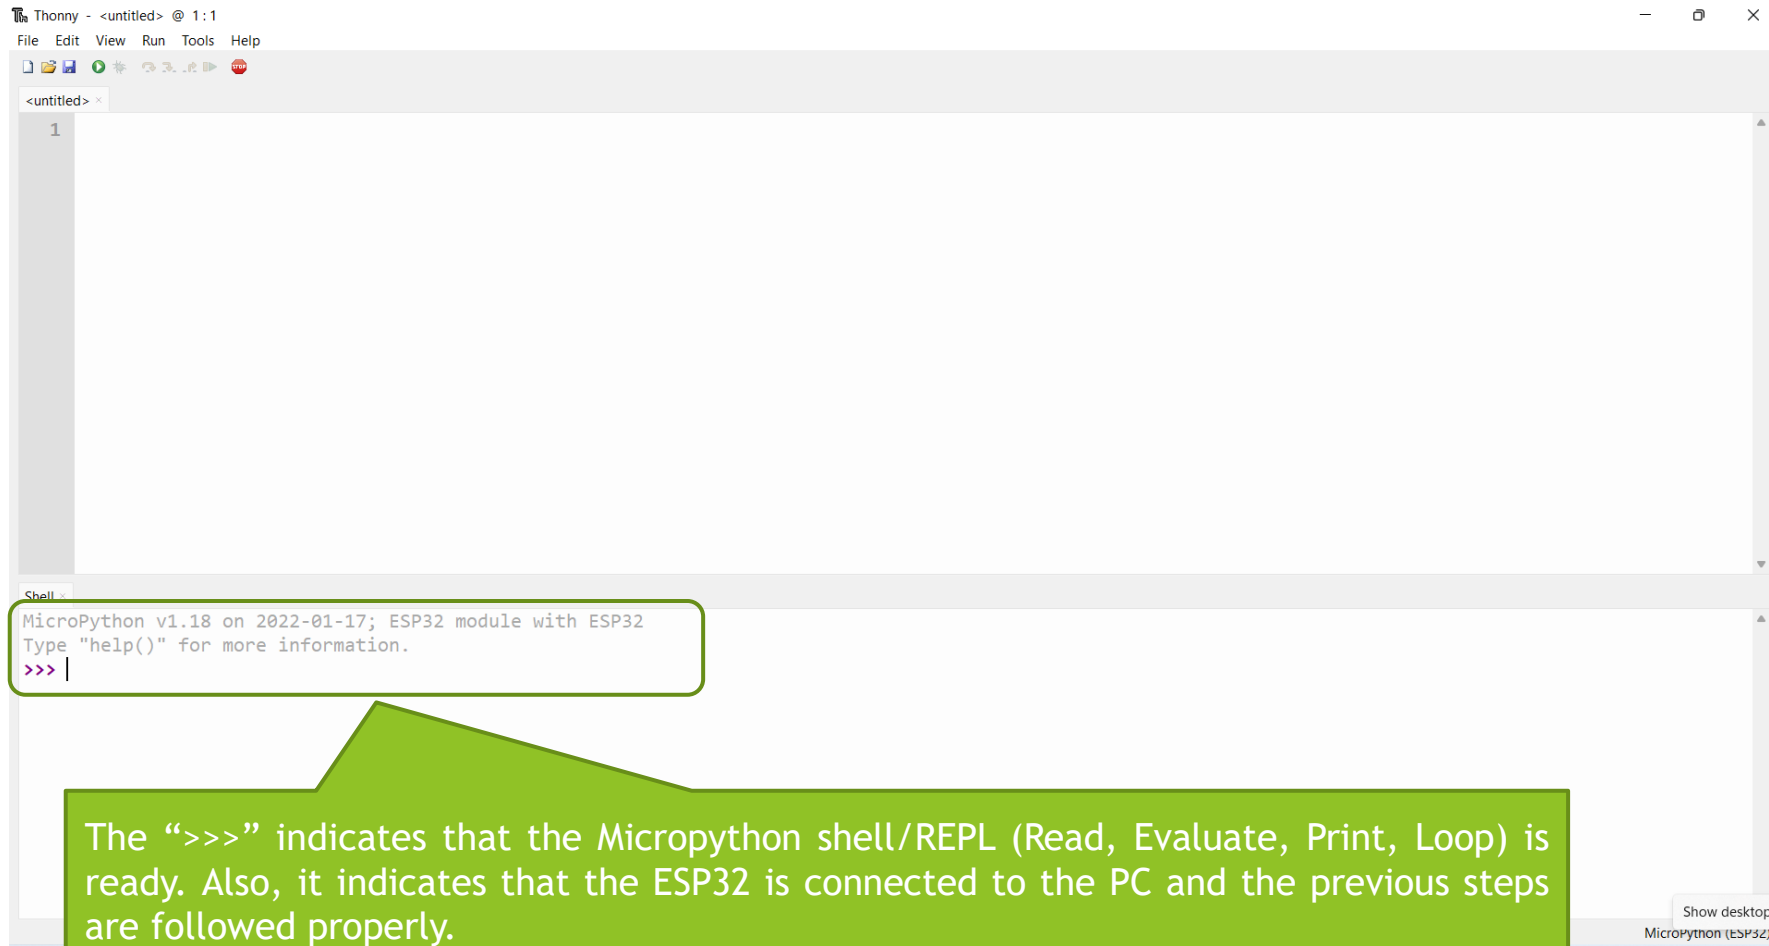 Thonny - <untitled> @ 1:1
File Edit View Run Tools Help
STOP
<untitled> ×
1
Shell ×
MicroPython v1.18 on 2022-01-17; ESP32 module with ESP32
Type "help()" for more information.
>>>
The “>>>” indicates that the Micropython shell/REPL (Read, Evaluate, Print, Loop) is
ready. Also, it indicates that the ESP32 is connected to the PC and the previous steps
are followed properly.
Show desktop
MicroPython (ESP32)